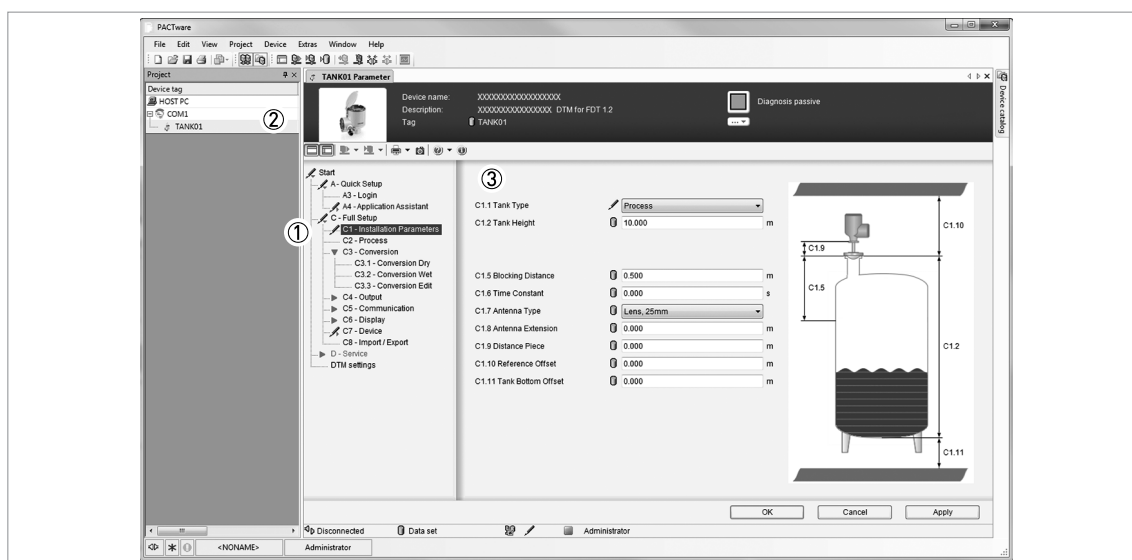 PACTware
File Edit View Project Device Extras Window Help
Project
Device tag
HOST PC
COM1
TANK01
②
TANK01 Parameter
Device name: XXXXXXXXXXXXXXXXXX
Description: XXXXXXXXXXXXXXXX DTM for FDT 1.2
Tag TANK01
Diagnosis passive
Device catalog
Start
A - Quick Setup
A3 - Login
A4 - Application Assistant
C - Full Setup
①
C1 - Installation Parameters
C2 - Process
C3 - Conversion
C3.1 - Conversion Dry
C3.2 - Conversion Wet
C3.3 - Conversion Edit
C4 - Output
C5 - Communication
C6 - Display
C7 - Device
C8 - Import / Export
D - Service
DTM settings
③
C1.1 Tank Type Process
C1.2 Tank Height 10.000 m
C1.5 Blocking Distance 0.500 m
C1.6 Time Constant 0.000 s
C1.7 Antenna Type Lens, 25mm
C1.8 Antenna Extension 0.000 m
C1.9 Distance Piece 0.000 m
C1.10 Reference Offset 0.000 m
C1.11 Tank Bottom Offset 0.000 m
C1.10
C1.9
C1.5
C1.2
C1.11
OK Cancel Apply
Disconnected Data set Administrator
<NONAME> Administrator